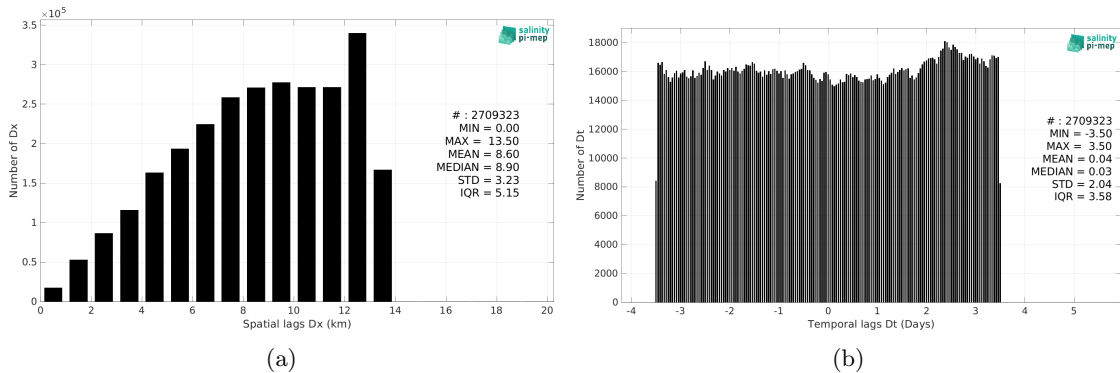 ×10⁵
3.5
3
2.5
2
1.5
1
0.5
0
Number of Dx
0 2 4 6 8 10 12 14 16 18 20
Spatial lags Dx (km)
salinity
pi-mep
# : 2709323
MIN = 0.00
MAX = 13.50
MEAN = 8.60
MEDIAN = 8.90
STD = 3.23
IQR = 5.15
(a)
18000
16000
14000
12000
10000
8000
6000
4000
2000
0
Number of Dt
-4 -3 -2 -1 0 1 2 3 4 5
Temporal lags Dt (Days)
salinity
pi-mep
# : 2709323
MIN = -3.50
MAX = 3.50
MEAN = 0.04
MEDIAN = 0.03
STD = 2.04
IQR = 3.58
(b)